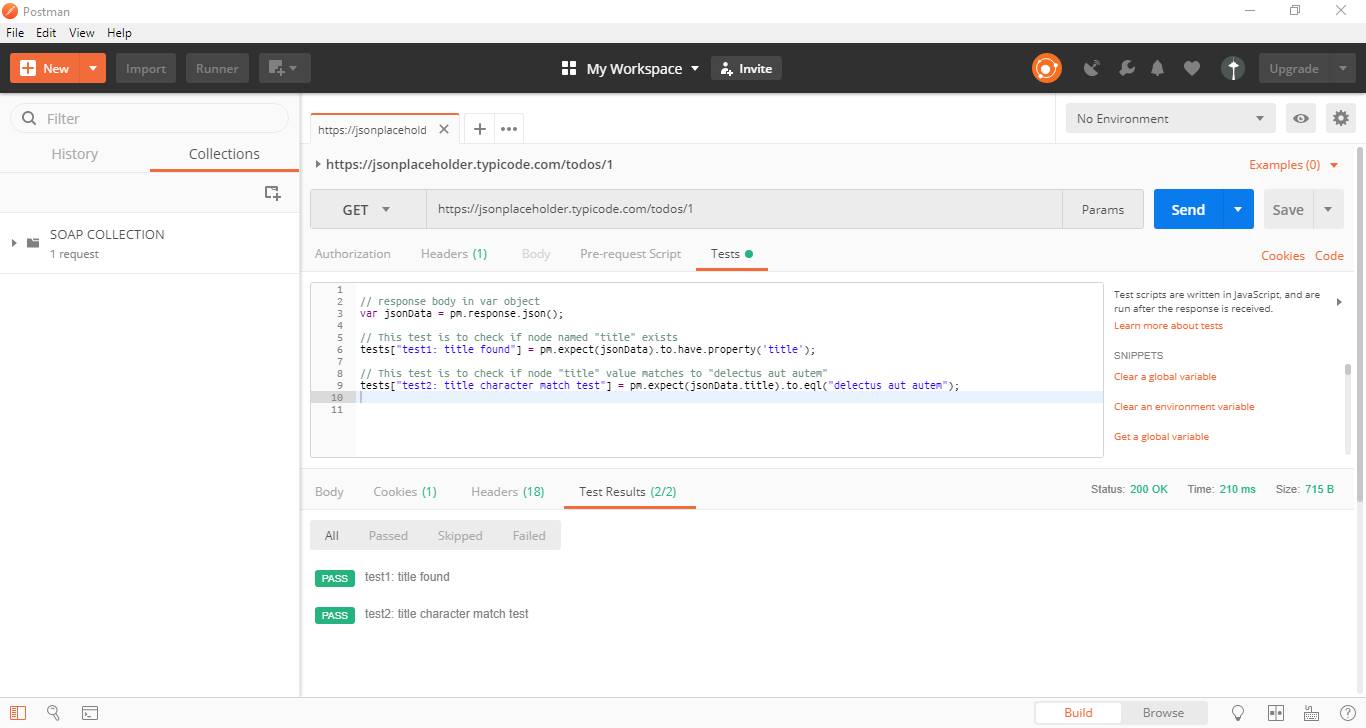 Postman
File Edit View Help
New Import Runner My Workspace Invite Upgrade
Filter
History Collections
SOAP COLLECTION
1 request
https://jsonplacehold
No Environment
https://jsonplaceholder.typicode.com/todos/1
Examples (0)
GET https://jsonplaceholder.typicode.com/todos/1 Params Send Save
Authorization Headers (1) Body Pre-request Script Tests
Cookies Code
1
2 // response body in var object
3 var jsonData = pm.response.json();
4
5 // This test is to check if node named "title" exists
6 tests["test1: title found"] = pm.expect(jsonData).to.have.property('title');
7
8 // This test is to check if node "title" value matches to "delectus aut autem"
9 tests["test2: title character match test"] = pm.expect(jsonData.title).to.eql("delectus aut autem");
10
11
Test scripts are written in JavaScript, and are
run after the response is received.
Learn more about tests
SNIPPETS
Clear a global variable
Clear an environment variable
Get a global variable
Body Cookies (1) Headers (18) Test Results (2/2)
Status: 200 OK Time: 210 ms Size: 715 B
All Passed Skipped Failed
PASS test1: title found
PASS test2: title character match test
Build Browse